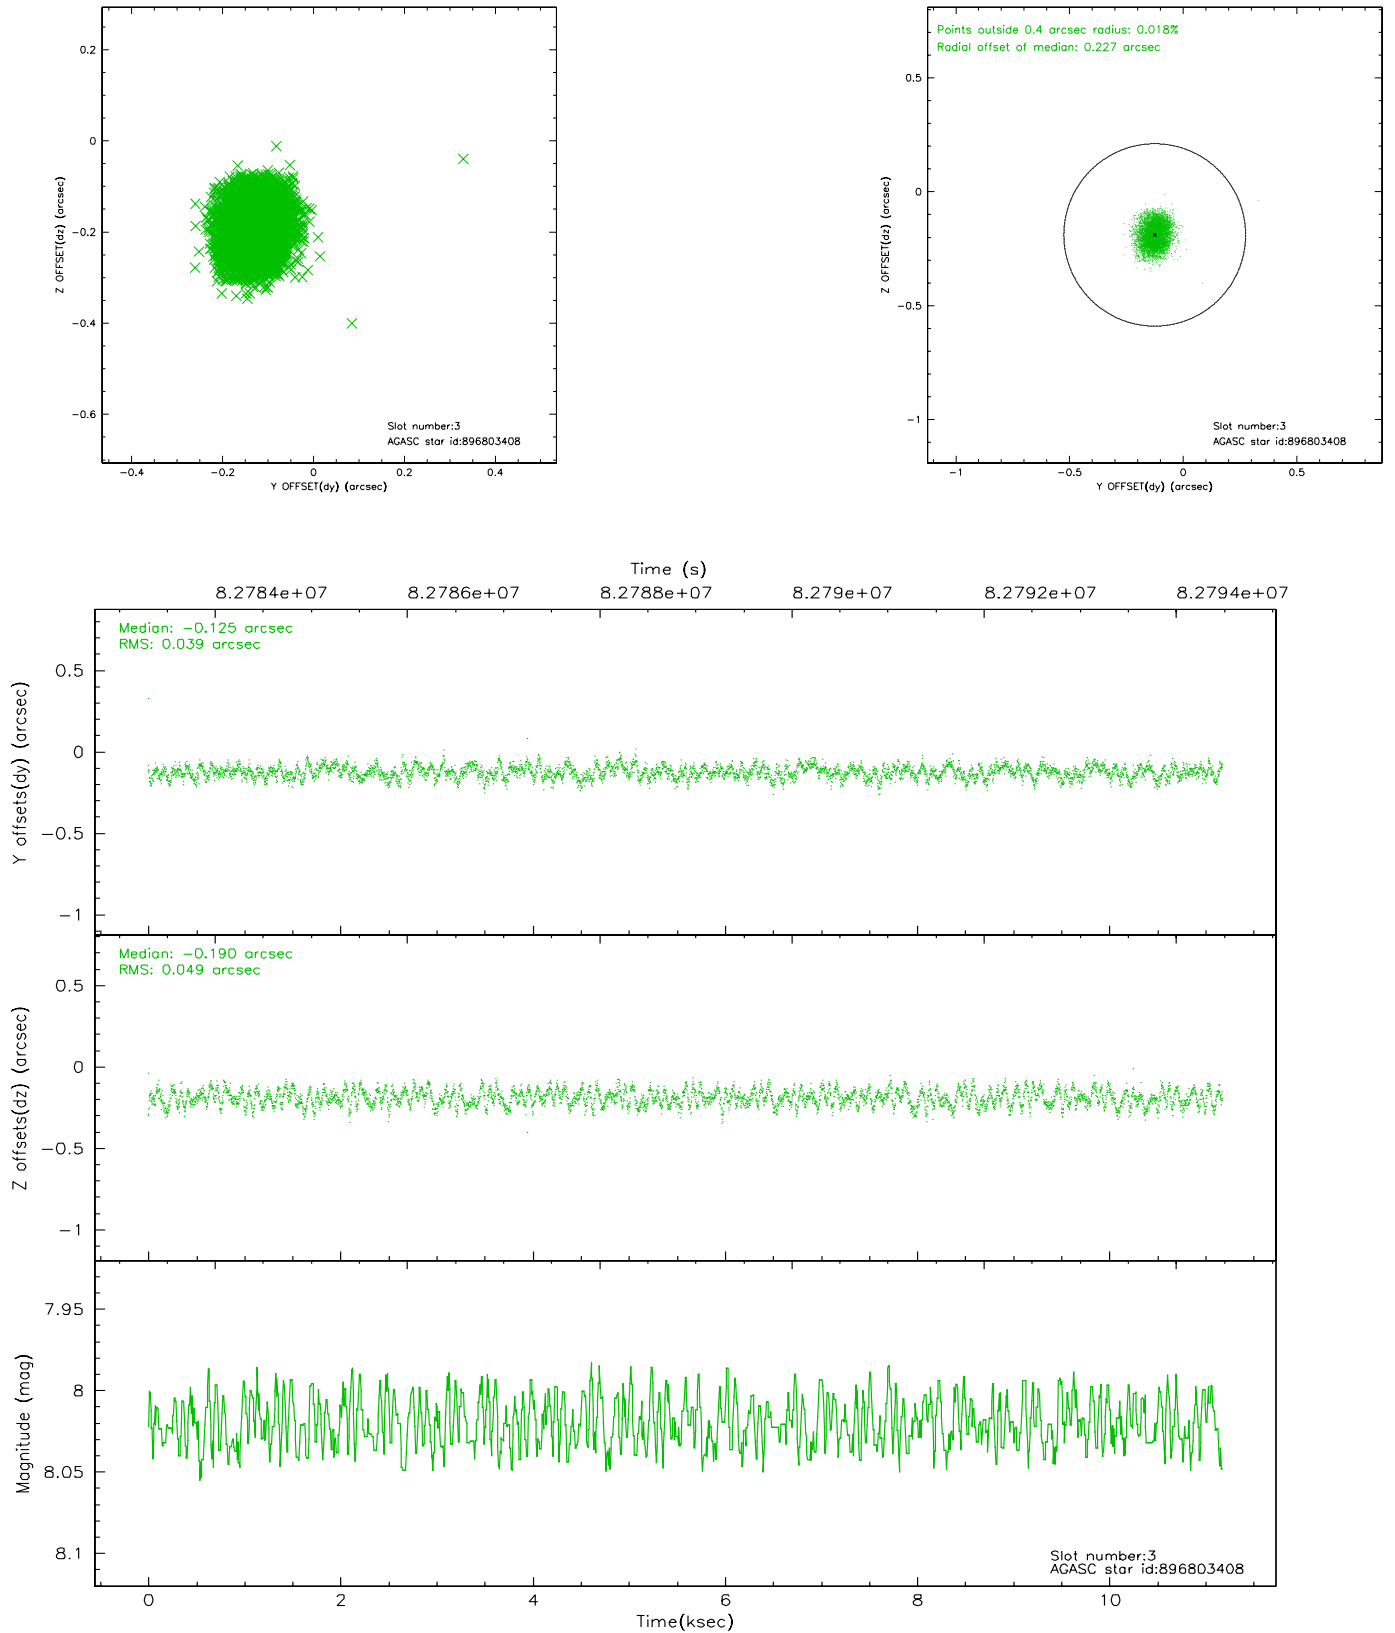 0.2
0
−0.2
−0.4
−0.6
Z OFFSET(dz) (arcsec)
−0.4 −0.2 0 0.2 0.4
Y OFFSET(dy) (arcsec)
Slot number:3
AGASC star id:896803408
Points outside 0.4 arcsec radius: 0.018%
Radial offset of median: 0.227 arcsec
0.5
0
−0.5
−1
Z OFFSET(dz) (arcsec)
−1 −0.5 0 0.5
Y OFFSET(dy) (arcsec)
Slot number:3
AGASC star id:896803408
Time (s)
8.2784e+07 8.2786e+07 8.2788e+07 8.279e+07 8.2792e+07 8.2794e+07
Median: −0.125 arcsec
RMS: 0.039 arcsec
0.5
0
−0.5
−1
Y offsets(dy) (arcsec)
Median: −0.190 arcsec
RMS: 0.049 arcsec
0.5
0
−0.5
−1
Z offsets(dz) (arcsec)
7.95
8
8.05
8.1
Magnitude (mag)
Slot number:3
AGASC star id:896803408
0 2 4 6 8 10
Time(ksec)